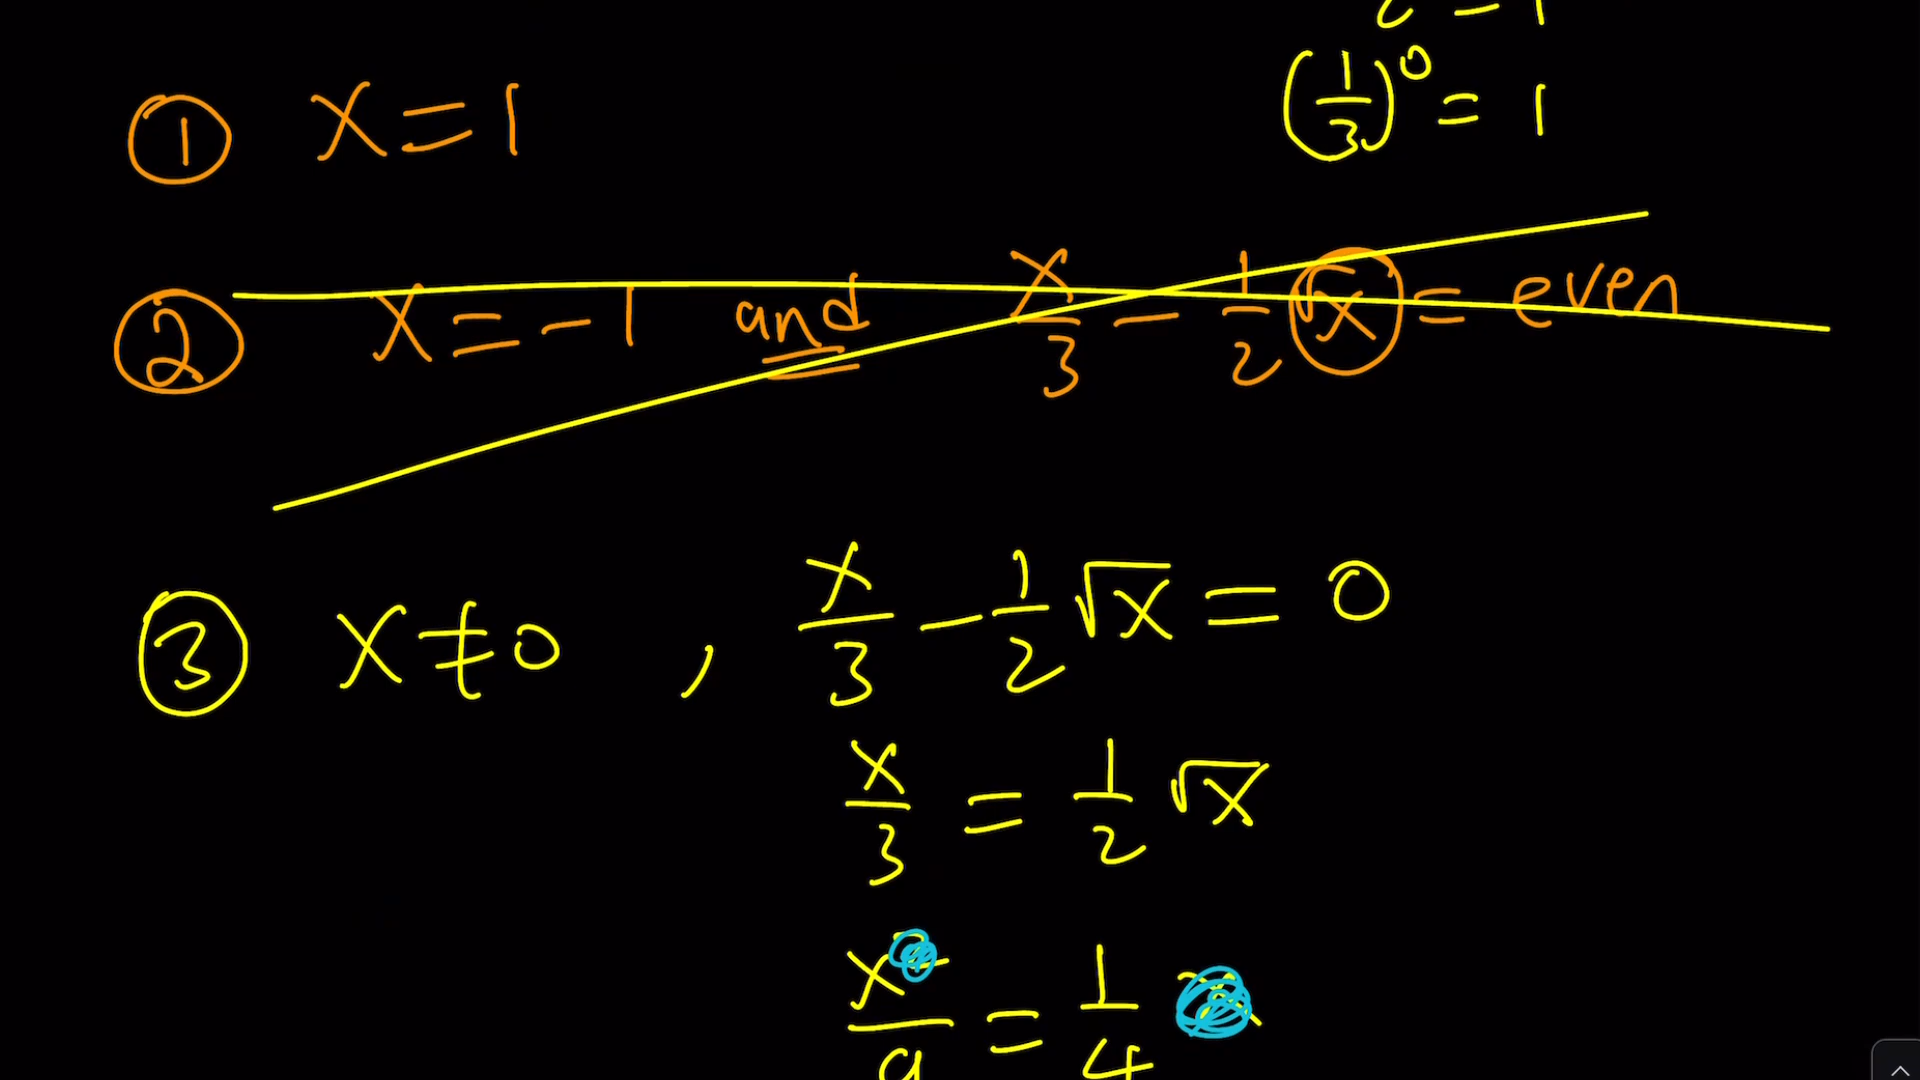 (1/3)^0 = 1
① x = 1
② x = -1 and x/3 - 1/2 √x = even
③ x ≠ 0 , x/3 - 1/2 √x = 0
x/3 = 1/2 √x
x/9 = 1/4